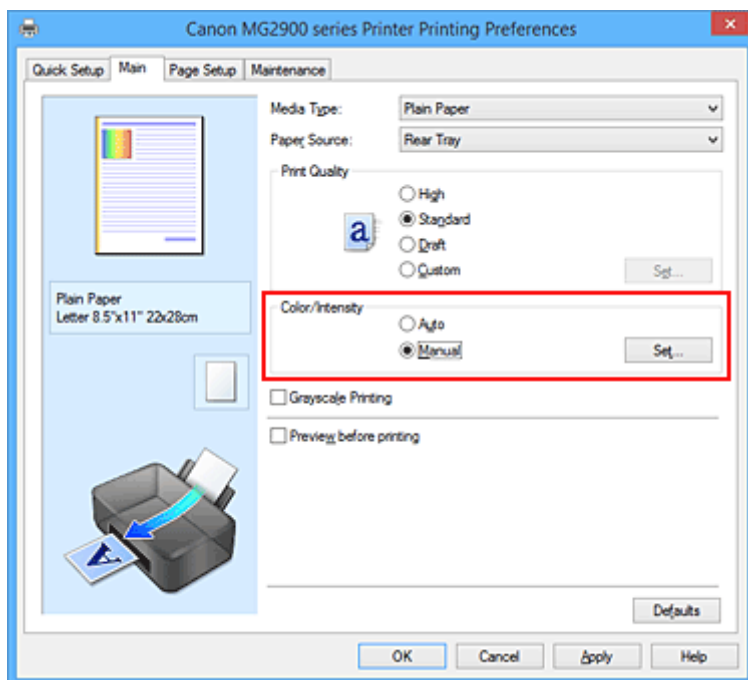 Canon MG2900 series Printer Printing Preferences
Quick Setup Main Page Setup Maintenance
Media Type: Plain Paper
Paper Source: Rear Tray
Print Quality
High
a Standard
Draft
Custom Set...
Plain Paper
Letter 8.5"x11" 22x28cm
Color/Intensity
Auto
Manual Set...
Grayscale Printing
Preview before printing
A
Defaults
OK Cancel Apply Help